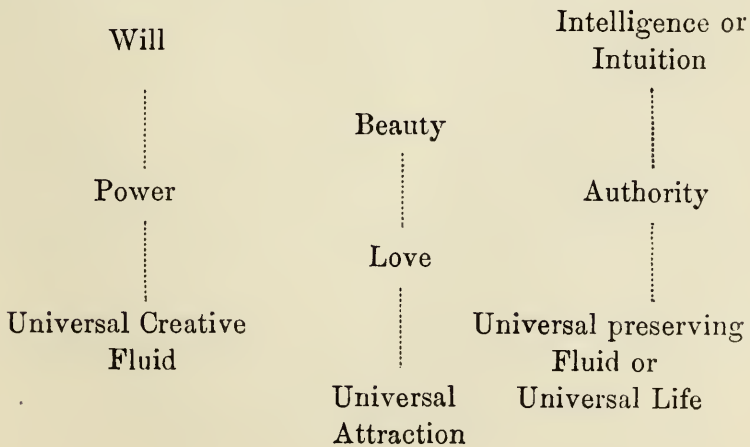 Will
Power
Universal Creative
Fluid
Beauty
Love
Universal
Attraction
Intelligence or
Intuition
Authority
Universal preserving
Fluid or
Universal Life